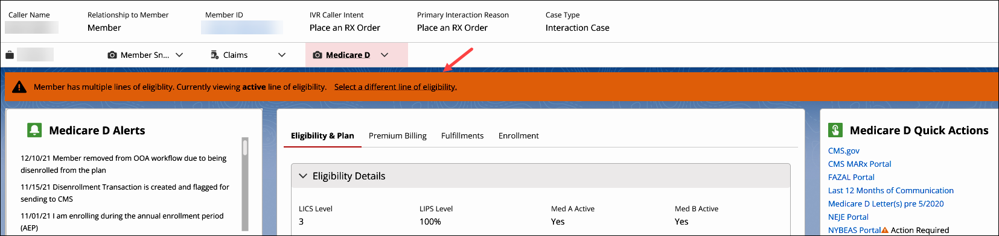 Caller Name Relationship to Member Member ID IVR Caller Intent Primary Interaction Reason Case Type
Member Place an RX Order Place an RX Order Interaction Case
Member Sn... Claims Medicare D
Member has multiple lines of eligiblity. Currently viewing active line of eligibility. Select a different line of eligibility.
Medicare D Alerts
12/10/21 Member removed from OOA workflow due to being
disenrolled from the plan
11/15/21 Disenrollment Transaction is created and flagged for
sending to CMS
11/01/21 I am enrolling during the annual enrollment period
(AEP)
Eligibility & Plan Premium Billing Fulfillments Enrollment
Eligibility Details
LICS Level LIPS Level Med A Active Med B Active
3 100% Yes Yes
Medicare D Quick Actions
CMS.gov
CMS MARx Portal
FAZAL Portal
Last 12 Months of Communication
Medicare D Letter(s) pre 5/2020
NEJE Portal
NYBEAS Portal Action Required